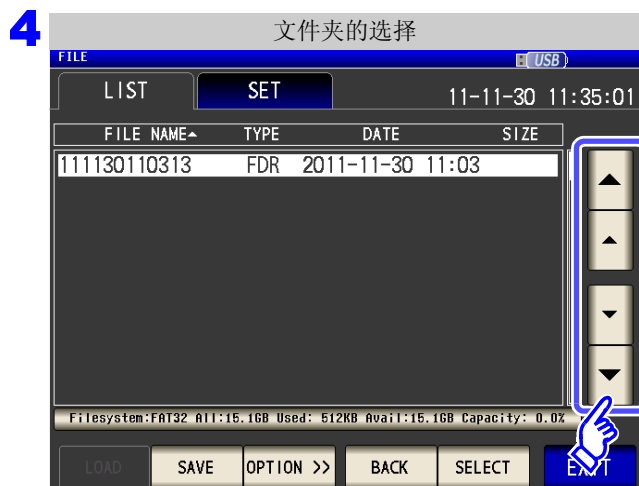 4
文件夹的选择
FILE USB
LIST SET 11-11-30 11:35:01
FILE NAME TYPE DATE SIZE
111130110313 FDR 2011-11-30 11:03
Filesystem:FAT32 All:15.1GB Used: 512KB Avail:15.1GB Capacity: 0.0%
LOAD SAVE OPTION >> BACK SELECT EXIT